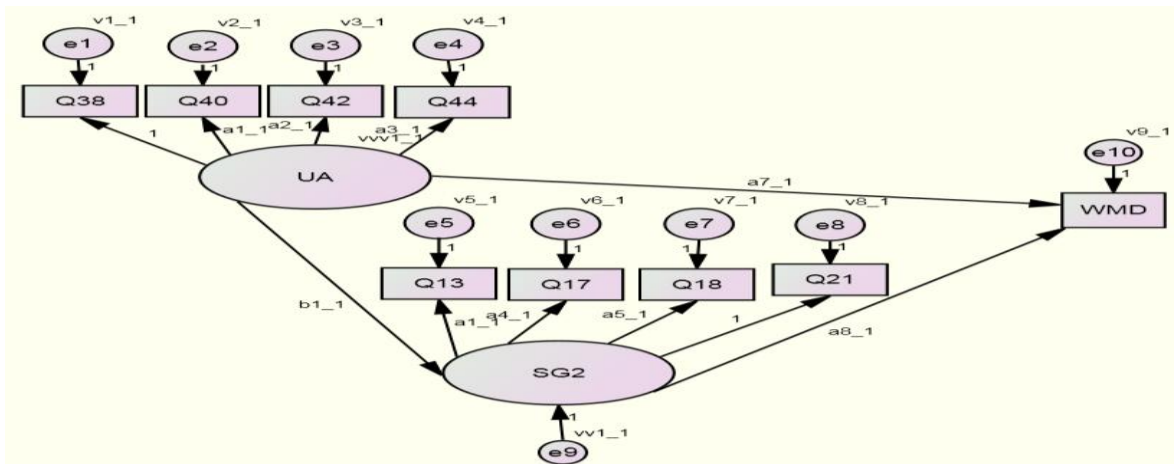 v1_1 v2_1 v3_1 v4_1
e1 e2 e3 e4
1 1 1 1
Q38 Q40 Q42 Q44
1 a1_1 a2_1 a3_1
vvv1_1
UA
a7_1
v9_1
e10
1
WMD
v5_1 v6_1 v7_1 v8_1
e5 e6 e7 e8
1 1 1 1
Q13 Q17 Q18 Q21
b1_1
a1_1 a4_1 a5_1 1 a8_1
SG2
1
vv1_1
e9